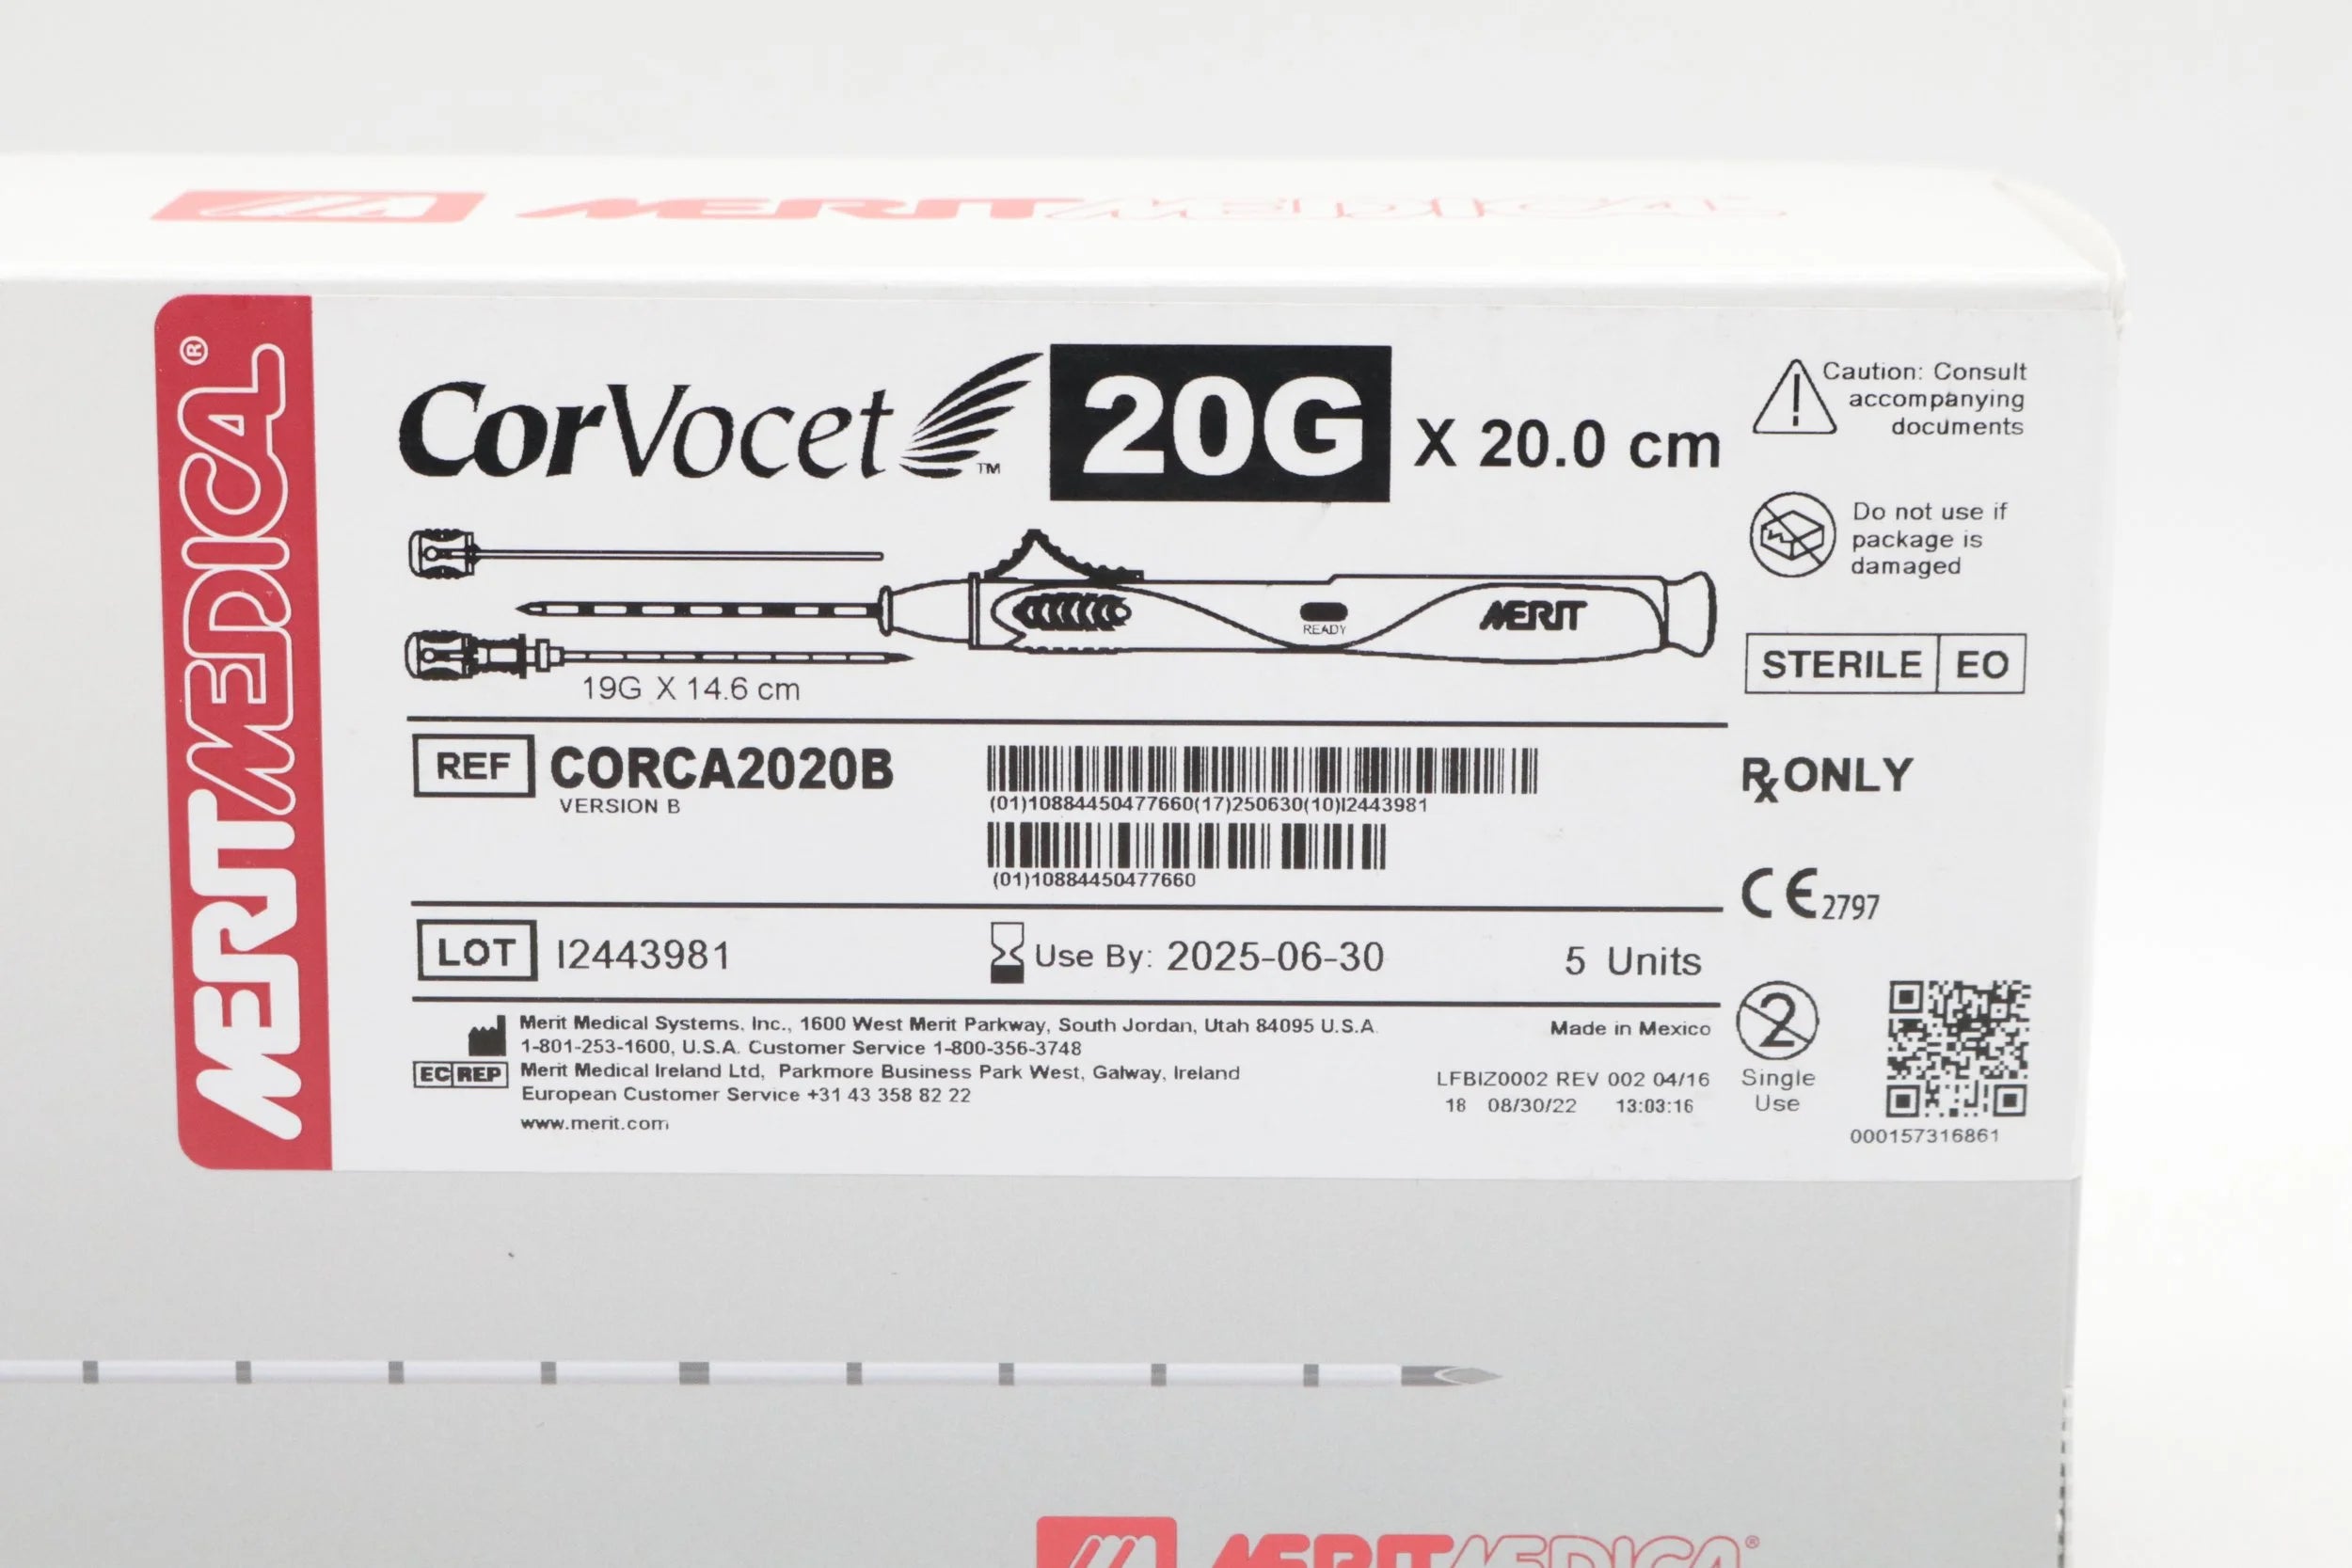 MERITMEDICAL
MERITMEDICAL®
CorVocet™ 20G X 20.0 cm
READY
MERIT
19G X 14.6 cm
Caution: Consult
accompanying
documents
Do not use if
package is
damaged
STERILE EO
REF CORCA2020B
VERSION B
(01)10884450477660(17)250630(10)I2443981
(01)10884450477660
Rx ONLY
CE 2797
LOT I2443981
Use By: 2025-06-30
5 Units
Merit Medical Systems, Inc., 1600 West Merit Parkway, South Jordan, Utah 84095 U.S.A.
1-801-253-1600, U.S.A. Customer Service 1-800-356-3748
EC REP Merit Medical Ireland Ltd, Parkmore Business Park West, Galway, Ireland
European Customer Service +31 43 358 82 22
www.merit.com
Made in Mexico
LFBIZ0002 REV 002 04/16
18 08/30/22 13:03:16
2
Single
Use
000157316861
MERITMEDICAL®